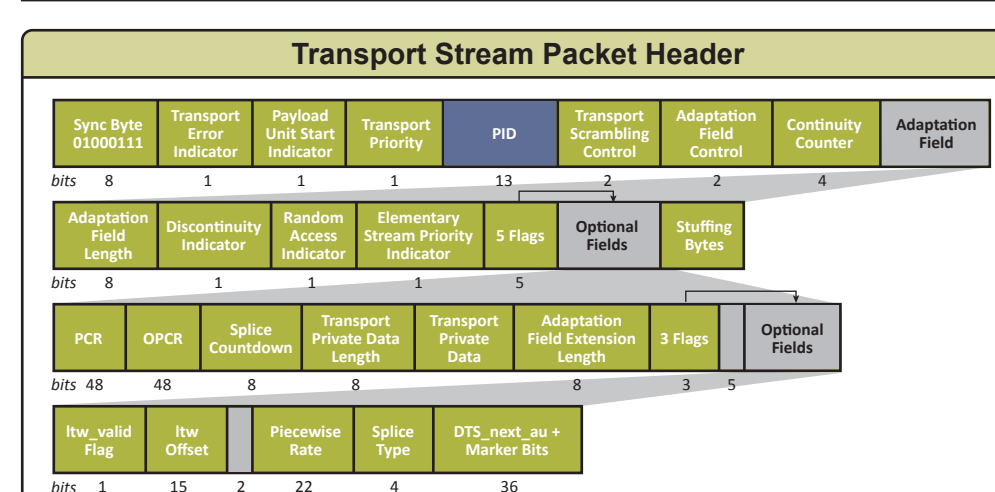 Transport Stream Packet Header
Sync Byte
01000111
Transport
Error
Indicator
Payload
Unit Start
Indicator
Transport
Priority
PID
Transport
Scrambling
Control
Adaptation
Field
Control
Continuity
Counter
Adaptation
Field
bits 8 1 1 1 13 2 2 4
Adaptation
Field
Length
Discontinuity
Indicator
Random
Access
Indicator
Elementary
Stream Priority
Indicator
5 Flags
Optional
Fields
Stuffing
Bytes
bits 8 1 1 1 5
PCR
OPCR
Splice
Countdown
Transport
Private Data
Length
Transport
Private
Data
Adaptation
Field Extension
Length
3 Flags
Optional
Fields
bits 48 48 8 8 8 3 5
ltw_valid
Flag
ltw
Offset
Piecewise
Rate
Splice
Type
DTS_next_au +
Marker Bits
bits 1 15 2 22 4 36